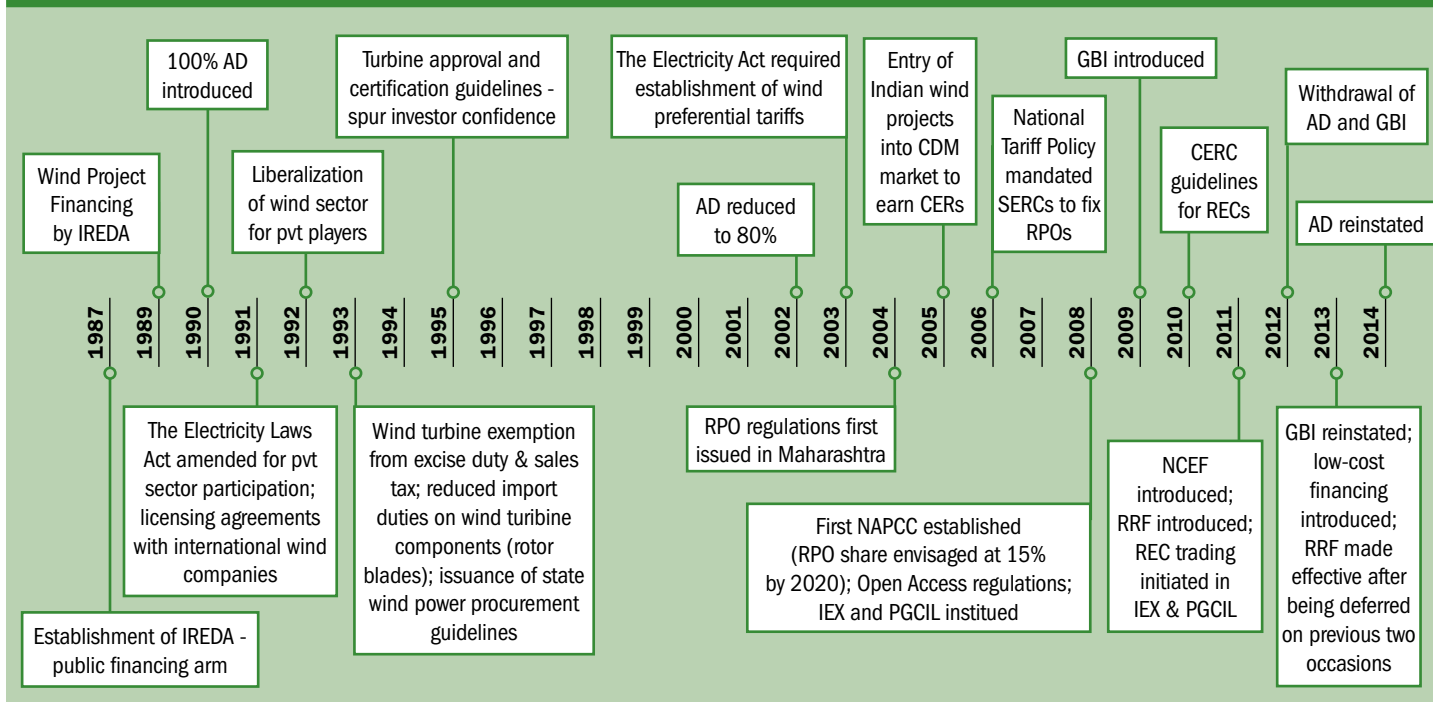 100% AD
introduced
Turbine approval and
certification guidelines -
spur investor confidence
The Electricity Act required
establishment of wind
preferential tariffs
Entry of
Indian wind
projects
into CDM
market to
earn CERs
GBI introduced
Withdrawal of
AD and GBI
Wind Project
Financing
by IREDA
Liberalization
of wind sector
for pvt players
AD reduced
to 80%
National
Tariff Policy
mandated
SERCs to fix
RPOs
CERC
guidelines
for RECs
AD reinstated
1987
1989
1990
1991
1992
1993
1994
1995
1996
1997
1998
1999
2000
2001
2002
2003
2004
2005
2006
2007
2008
2009
2010
2011
2012
2013
2014
Establishment of IREDA -
public financing arm
The Electricity Laws
Act amended for pvt
sector participation;
licensing agreements
with international wind
companies
Wind turbine exemption
from excise duty & sales
tax; reduced import
duties on wind turibine
components (rotor
blades); issuance of state
wind power procurement
guidelines
RPO regulations first
issued in Maharashtra
First NAPCC established
(RPO share envisaged at 15%
by 2020); Open Access regulations;
IEX and PGCIL institued
NCEF
introduced;
RRF introduced;
REC trading
initiated in
IEX & PGCIL
GBI reinstated;
low-cost
financing
introduced;
RRF made
effective after
being deferred
on previous two
occasions